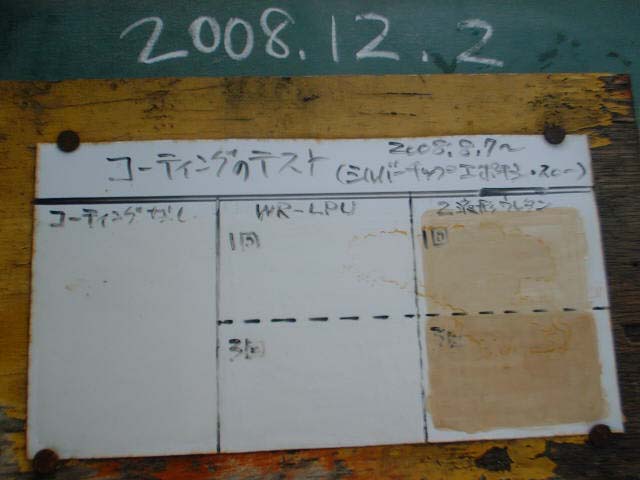 2008.12.2
2008.8.7〜
コーティングのテスト
(シルバーチップエポキシ・スロー)
コーティングなし
WR-LPU
2液形ウレタン
1回
1回
3回
3回